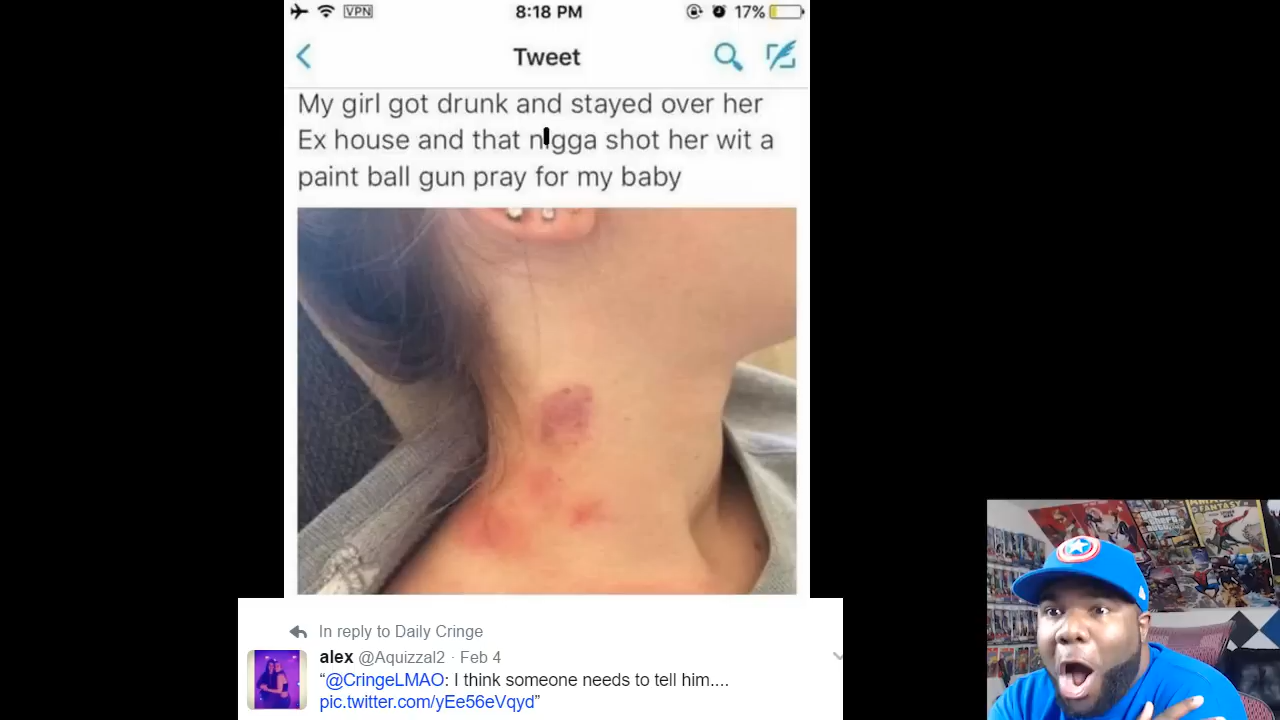 VPN 8:18 PM 17%
Tweet
My girl got drunk and stayed over her
Ex house and that nigga shot her wit a
paint ball gun pray for my baby
In reply to Daily Cringe
alex @Aquizzal2 · Feb 4
“@CringeLMAO: I think someone needs to tell him....
pic.twitter.com/yEe56eVqyd”